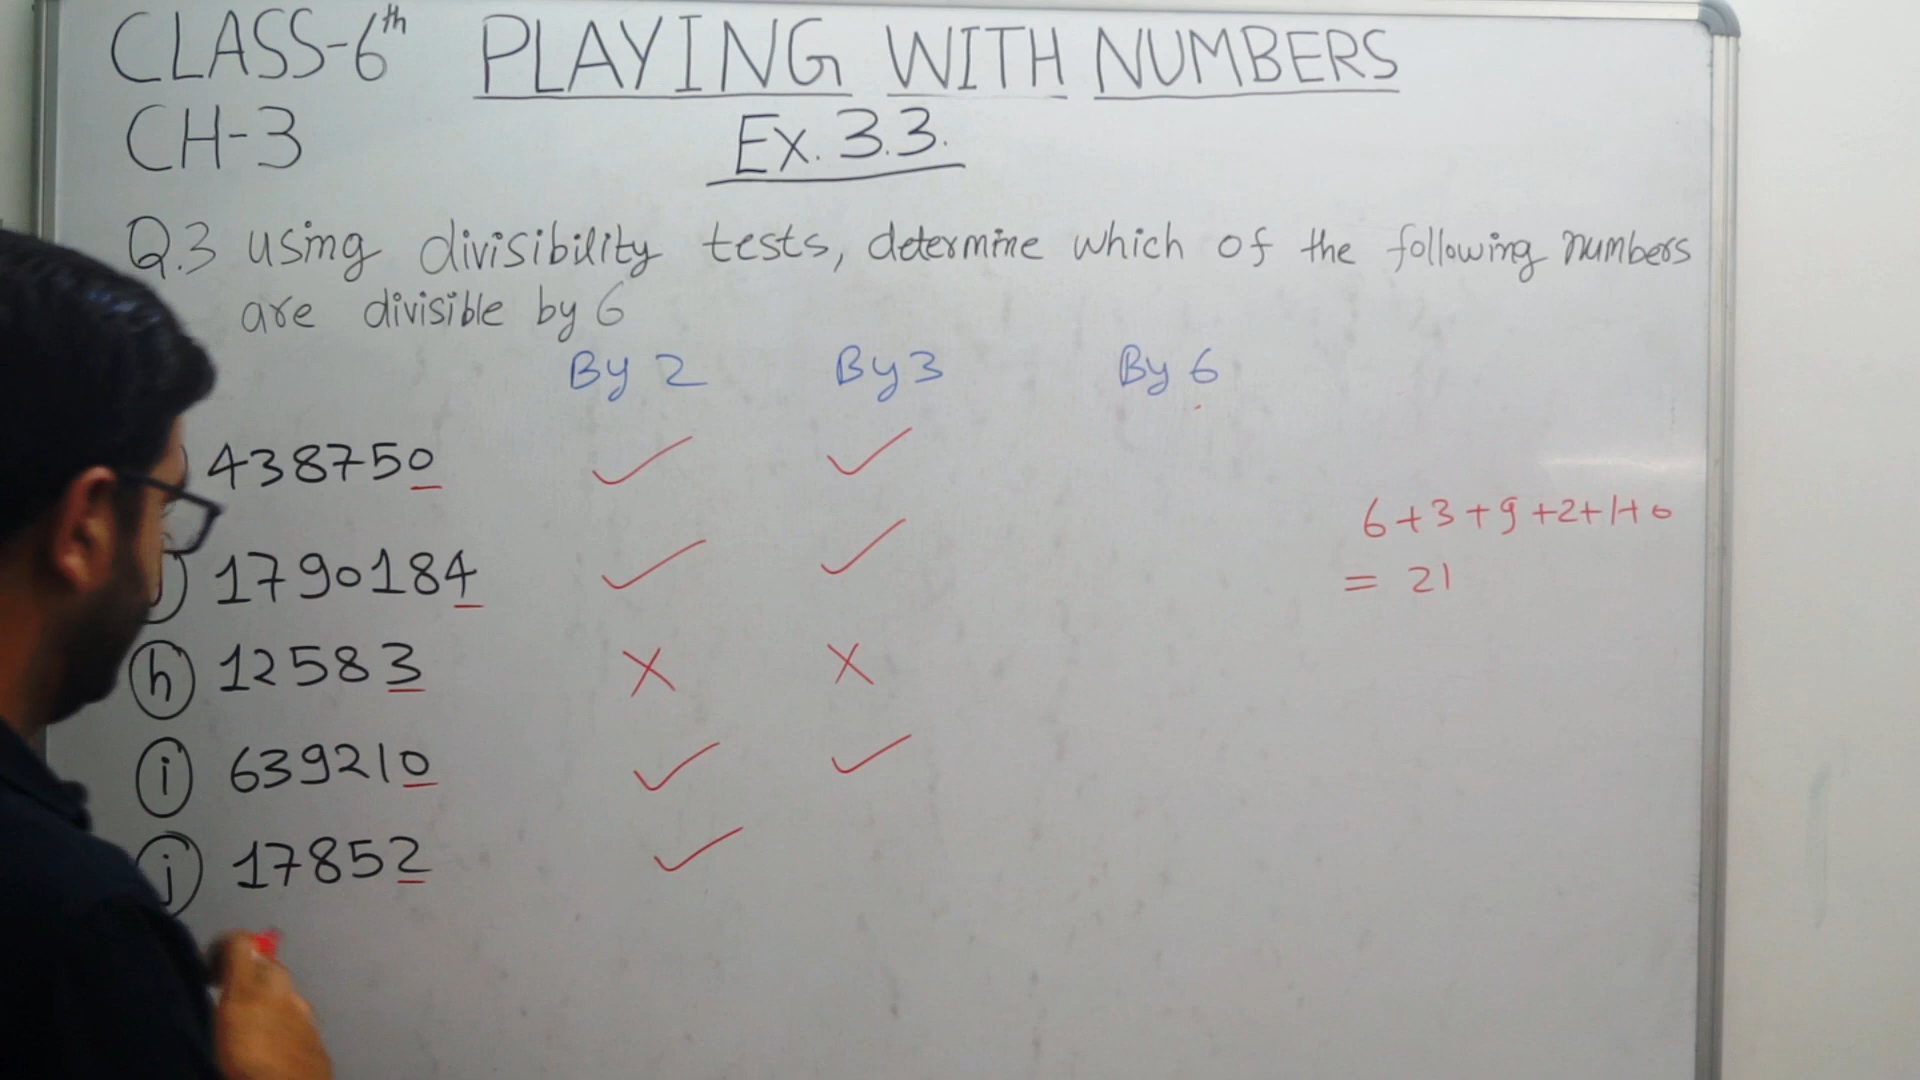 CLASS-6th PLAYING WITH NUMBERS
CH-3 Ex. 3.3.
Q.3 using divisibility tests, determine which of the following numbers
are divisible by 6
By 2 By 3 By 6
438750 ✓ ✓
1790184 ✓ ✓
(h) 12583 X X
(i) 639210 ✓ ✓
(j) 17852 ✓
6+3+9+2+1+0
= 21